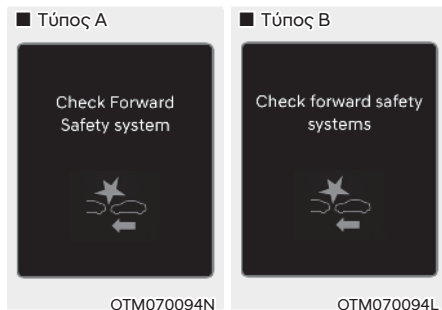 ■ Τύπος A
Check Forward
Safety system
OTM070094N
■ Τύπος B
Check forward safety
systems
OTM070094L